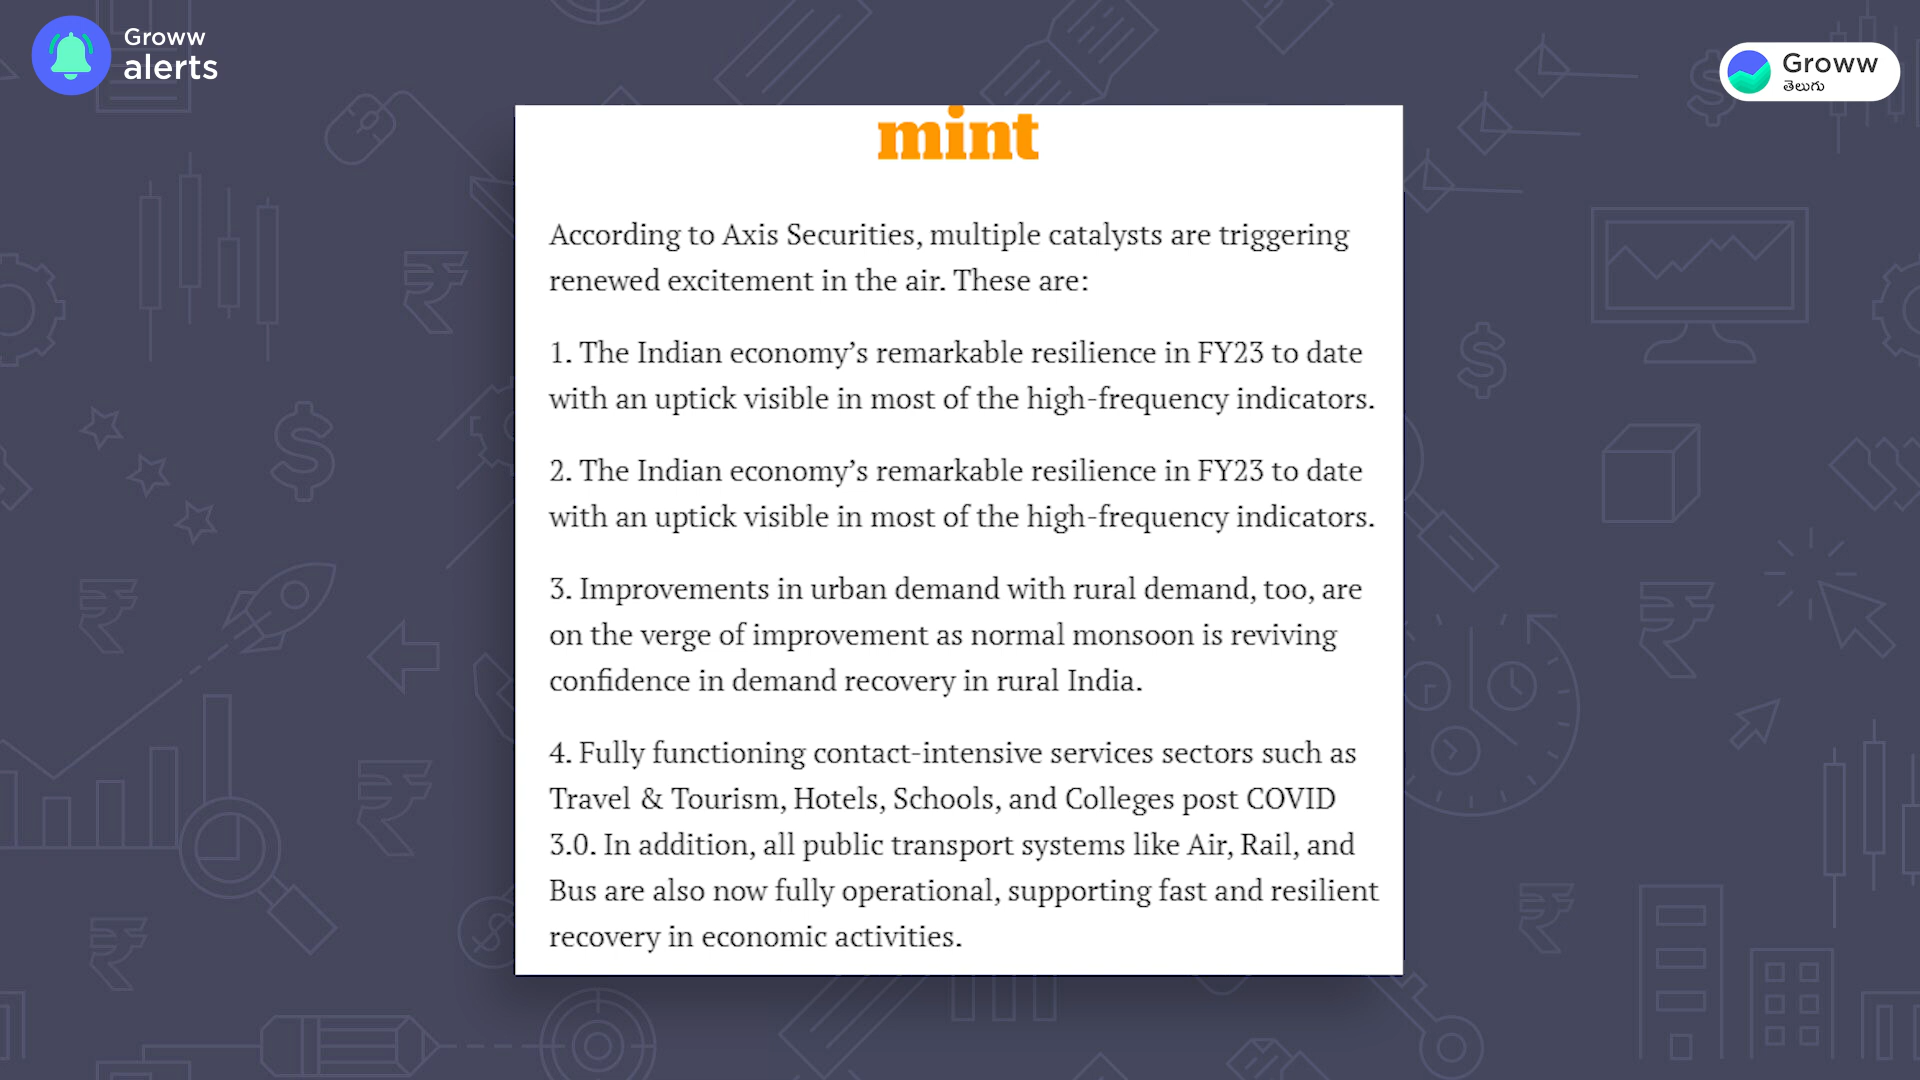 Groww
alerts
Groww
తెలుగు
mint
According to Axis Securities, multiple catalysts are triggering
renewed excitement in the air. These are:
1. The Indian economy’s remarkable resilience in FY23 to date
with an uptick visible in most of the high-frequency indicators.
2. The Indian economy’s remarkable resilience in FY23 to date
with an uptick visible in most of the high-frequency indicators.
3. Improvements in urban demand with rural demand, too, are
on the verge of improvement as normal monsoon is reviving
confidence in demand recovery in rural India.
4. Fully functioning contact-intensive services sectors such as
Travel & Tourism, Hotels, Schools, and Colleges post COVID
3.0. In addition, all public transport systems like Air, Rail, and
Bus are also now fully operational, supporting fast and resilient
recovery in economic activities.